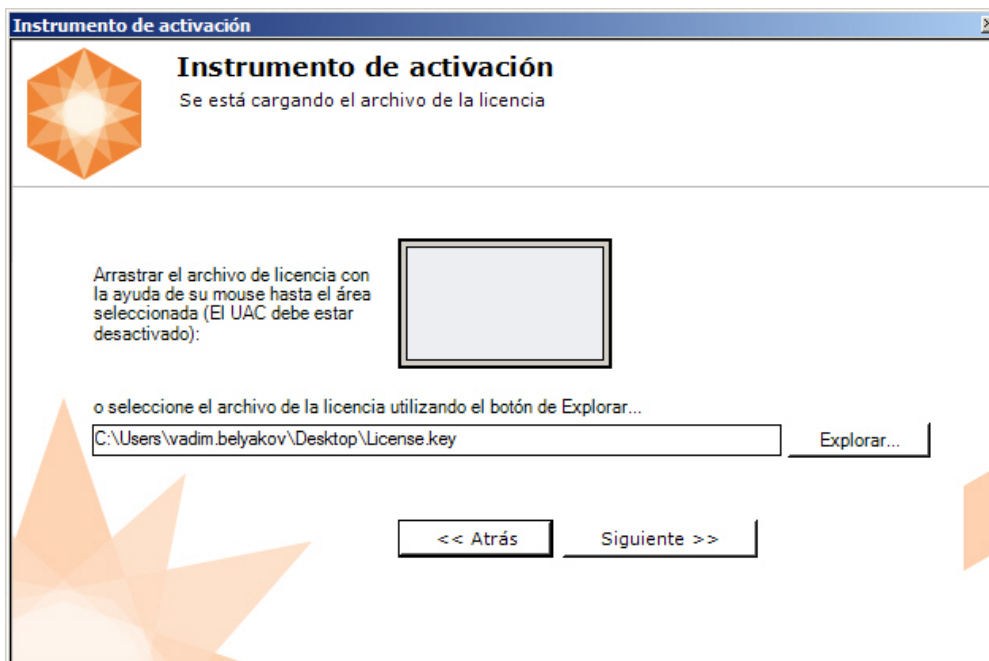 Instrumento de activación
Instrumento de activación
Se está cargando el archivo de la licencia
Arrastrar el archivo de licencia con
la ayuda de su mouse hasta el área
seleccionada (El UAC debe estar
desactivado):
o seleccione el archivo de la licencia utilizando el botón de Explorar...
C:\Users\vadim.belyakov\Desktop\License.key
Explorar...
<< Atrás
Siguiente >>